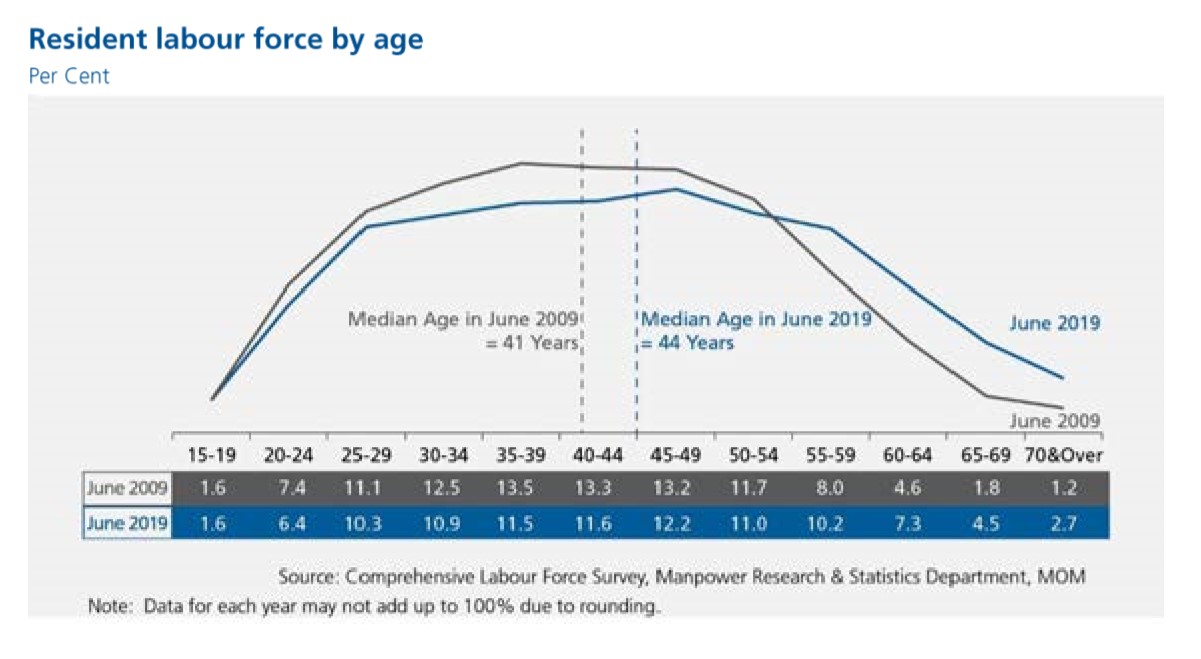 Resident labour force by age
Per Cent
Median Age in June 2009
= 41 Years
Median Age in June 2019
= 44 Years
June 2019
June 2009
15-19 20-24 25-29 30-34 35-39 40-44 45-49 50-54 55-59 60-64 65-69 70&Over
June 2009 1.6 7.4 11.1 12.5 13.5 13.3 13.2 11.7 8.0 4.6 1.8 1.2
June 2019 1.6 6.4 10.3 10.9 11.5 11.6 12.2 11.0 10.2 7.3 4.5 2.7
Source: Comprehensive Labour Force Survey, Manpower Research & Statistics Department, MOM
Note: Data for each year may not add up to 100% due to rounding.